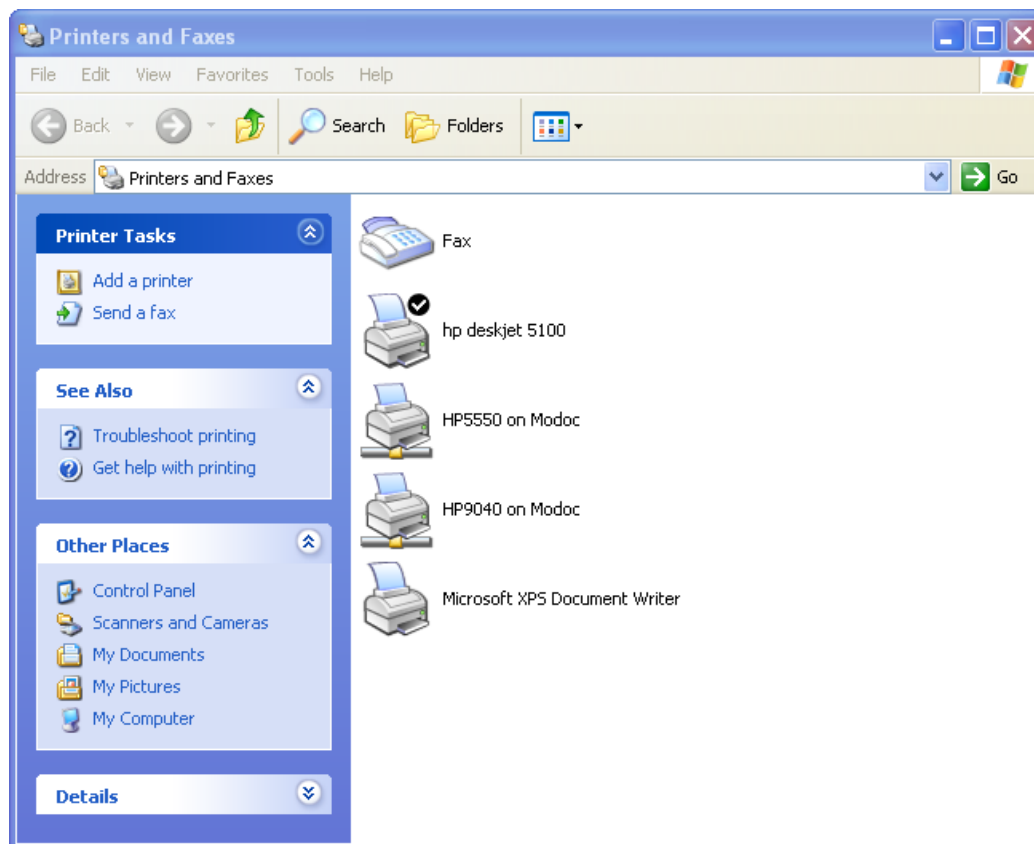 Printers and Faxes
File Edit View Favorites Tools Help
Back Search Folders
Address Printers and Faxes Go
Printer Tasks
Add a printer
Send a fax
See Also
Troubleshoot printing
Get help with printing
Other Places
Control Panel
Scanners and Cameras
My Documents
My Pictures
My Computer
Details
Fax
hp deskjet 5100
HP5550 on Modoc
HP9040 on Modoc
Microsoft XPS Document Writer